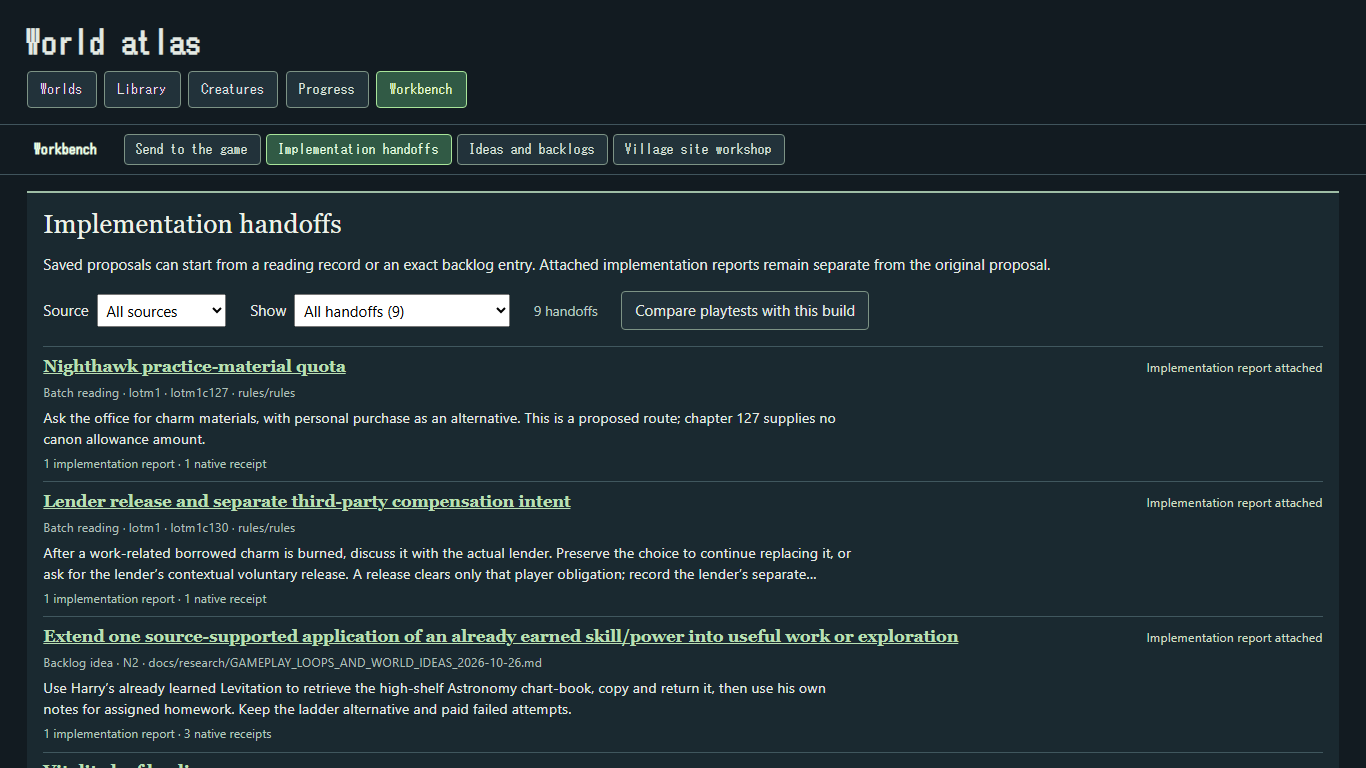 World atlas
Worlds Library Creatures Progress Workbench
Workbench Send to the game Implementation handoffs Ideas and backlogs Village site workshop
Implementation handoffs
Saved proposals can start from a reading record or an exact backlog entry. Attached implementation reports remain separate from the original proposal.
Source All sources Show All handoffs (9) 9 handoffs Compare playtests with this build
Nighthawk practice-material quota Implementation report attached
Batch reading · lotm1 · lotm1c127 · rules/rules
Ask the office for charm materials, with personal purchase as an alternative. This is a proposed route; chapter 127 supplies no
canon allowance amount.
1 implementation report · 1 native receipt
Lender release and separate third-party compensation intent Implementation report attached
Batch reading · lotm1 · lotm1c130 · rules/rules
After a work-related borrowed charm is burned, discuss it with the actual lender. Preserve the choice to continue replacing it, or
ask for the lender’s contextual voluntary release. A release clears only that player obligation; record the lender’s separate…
1 implementation report · 1 native receipt
Extend one source-supported application of an already earned skill/power into useful work or exploration Implementation report attached
Backlog idea · N2 · docs/research/GAMEPLAY_LOOPS_AND_WORLD_IDEAS_2026-10-26.md
Use Harry’s already learned Levitation to retrieve the high-shelf Astronomy chart-book, copy and return it, then use his own
notes for assigned homework. Keep the ladder alternative and paid failed attempts.
1 implementation report · 3 native receipts